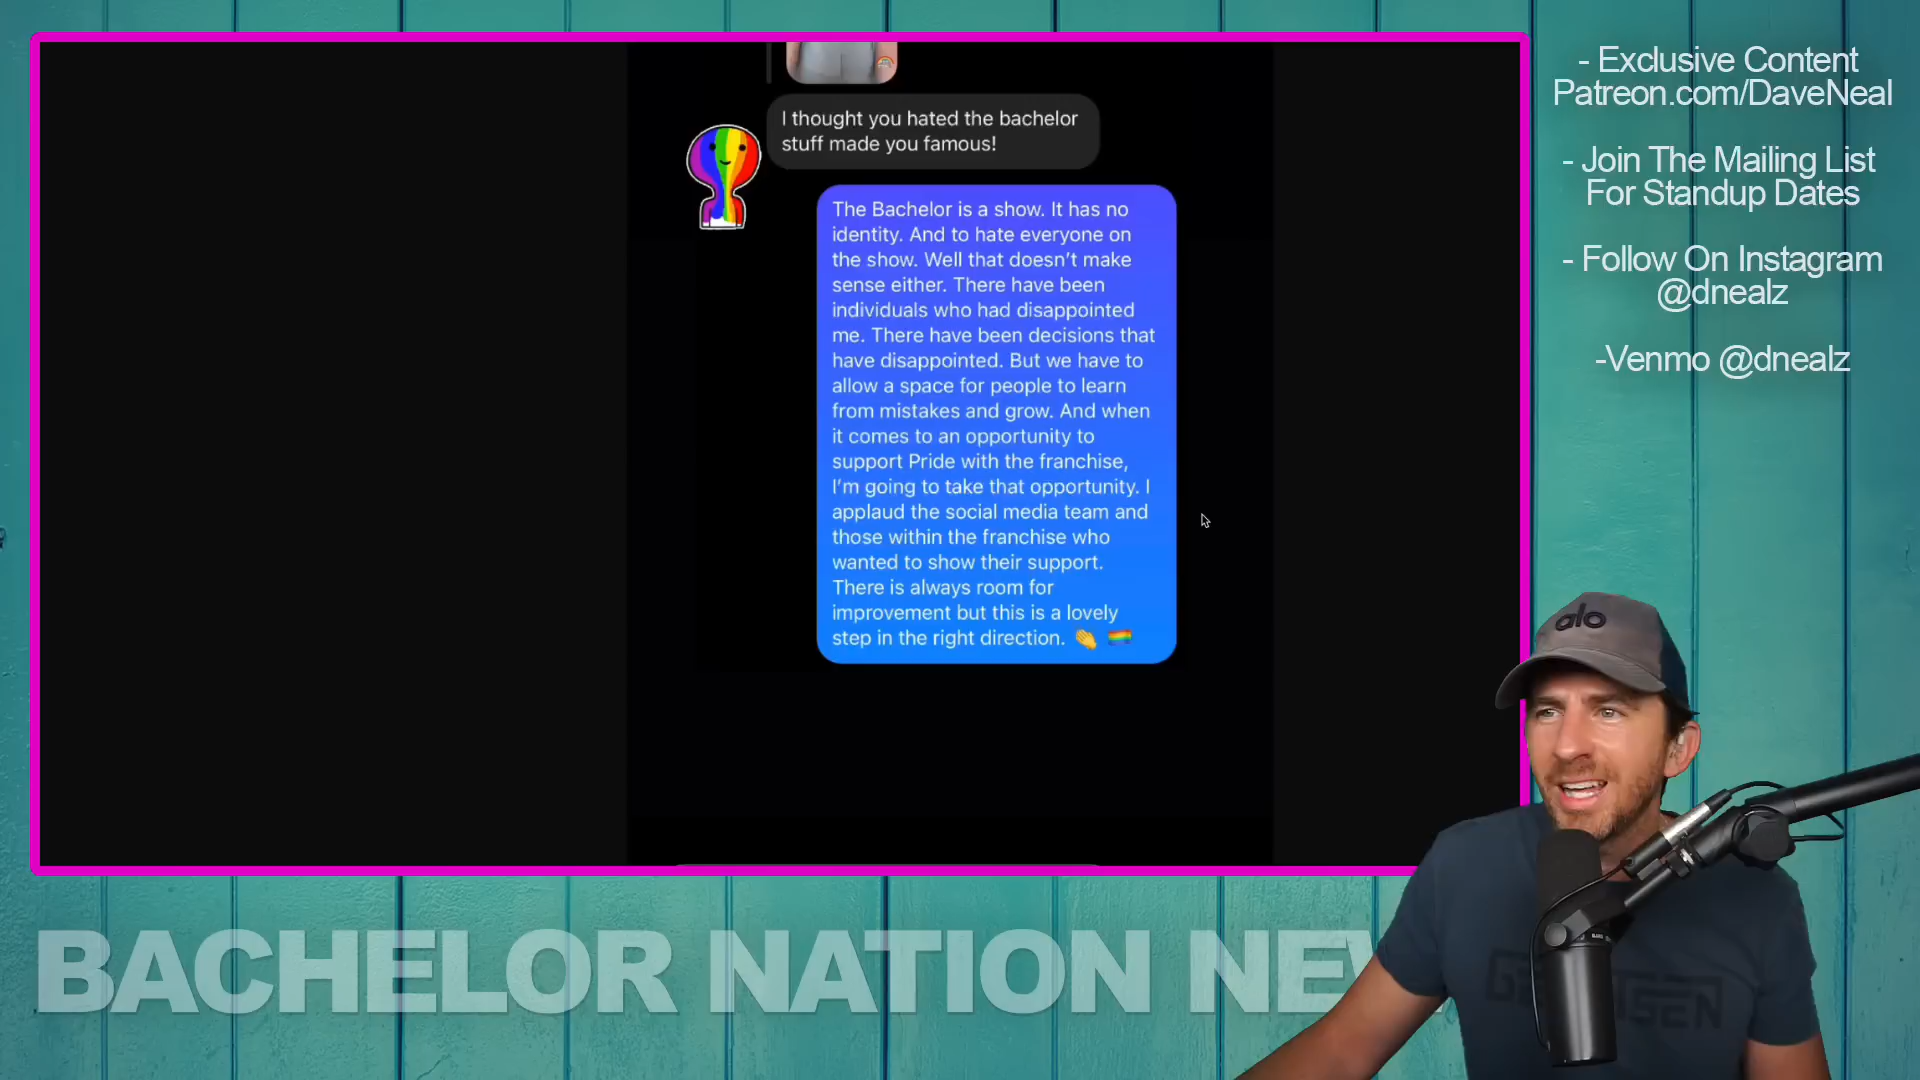 I thought you hated the bachelor
stuff made you famous!
The Bachelor is a show. It has no
identity. And to hate everyone on
the show. Well that doesn't make
sense either. There have been
individuals who had disappointed
me. There have been decisions that
have disappointed. But we have to
allow a space for people to learn
from mistakes and grow. And when
it comes to an opportunity to
support Pride with the franchise,
I'm going to take that opportunity. I
applaud the social media team and
those within the franchise who
wanted to show their support.
There is always room for
improvement but this is a lovely
step in the right direction. 👏 🏳️‍🌈
- Exclusive Content
Patreon.com/DaveNeal
- Join The Mailing List
For Standup Dates
- Follow On Instagram
@dnealz
-Venmo @dnealz
alo
BACHELOR NATION NE